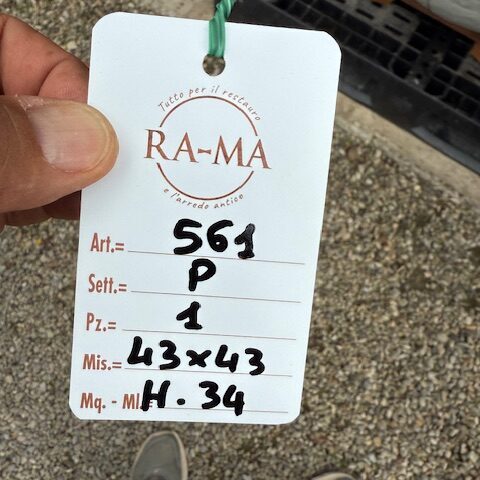 Tutto per il restauro
RA-MA
e l'arredo antico
Art.= 561
Sett.= P
Pz.= 1
Mis.= 43x43
Mq. - Ml.= H. 34